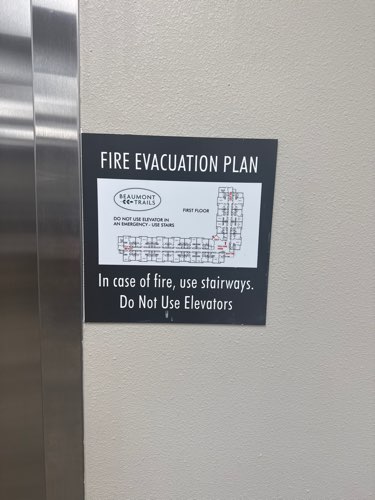 FIRE EVACUATION PLAN
BEAUMONT
TRAILS
FIRST FLOOR
DO NOT USE ELEVATOR IN
AN EMERGENCY - USE STAIRS
In case of fire, use stairways.
Do Not Use Elevators